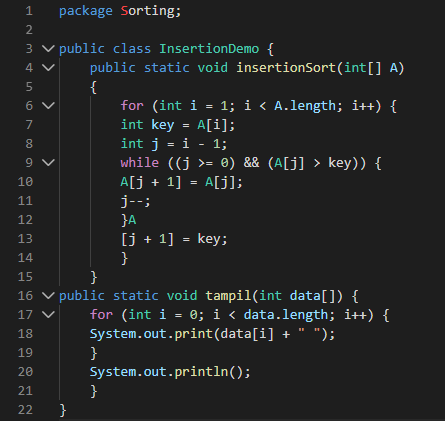 1 package Sorting;
2
3 public class InsertionDemo {
4 public static void insertionSort(int[] A)
5 {
6 for (int i = 1; i < A.length; i++) {
7 int key = A[i];
8 int j = i - 1;
9 while ((j >= 0) && (A[j] > key)) {
10 A[j + 1] = A[j];
11 j--;
12 }A
13 [j + 1] = key;
14 }
15 }
16 public static void tampil(int data[]) {
17 for (int i = 0; i < data.length; i++) {
18 System.out.print(data[i] + " ");
19 }
20 System.out.println();
21 }
22 }